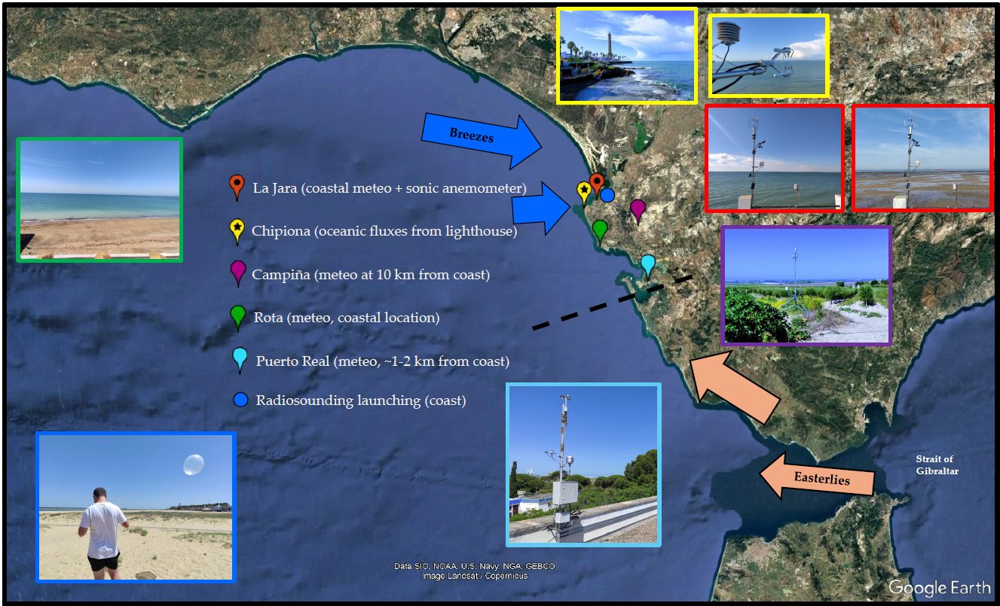 Breezes
La Jara (coastal meteo + sonic anemometer)
Chipiona (oceanic fluxes from lighthouse)
Campiña (meteo at 10 km from coast)
Rota (meteo, coastal location)
Puerto Real (meteo, ~1-2 km from coast)
Radiosounding launching (coast)
Easterlies
Strait of
Gibraltar
Data SIO, NOAA, U.S. Navy, NGA, GEBCO
Image Landsat / Copernicus
Google Earth